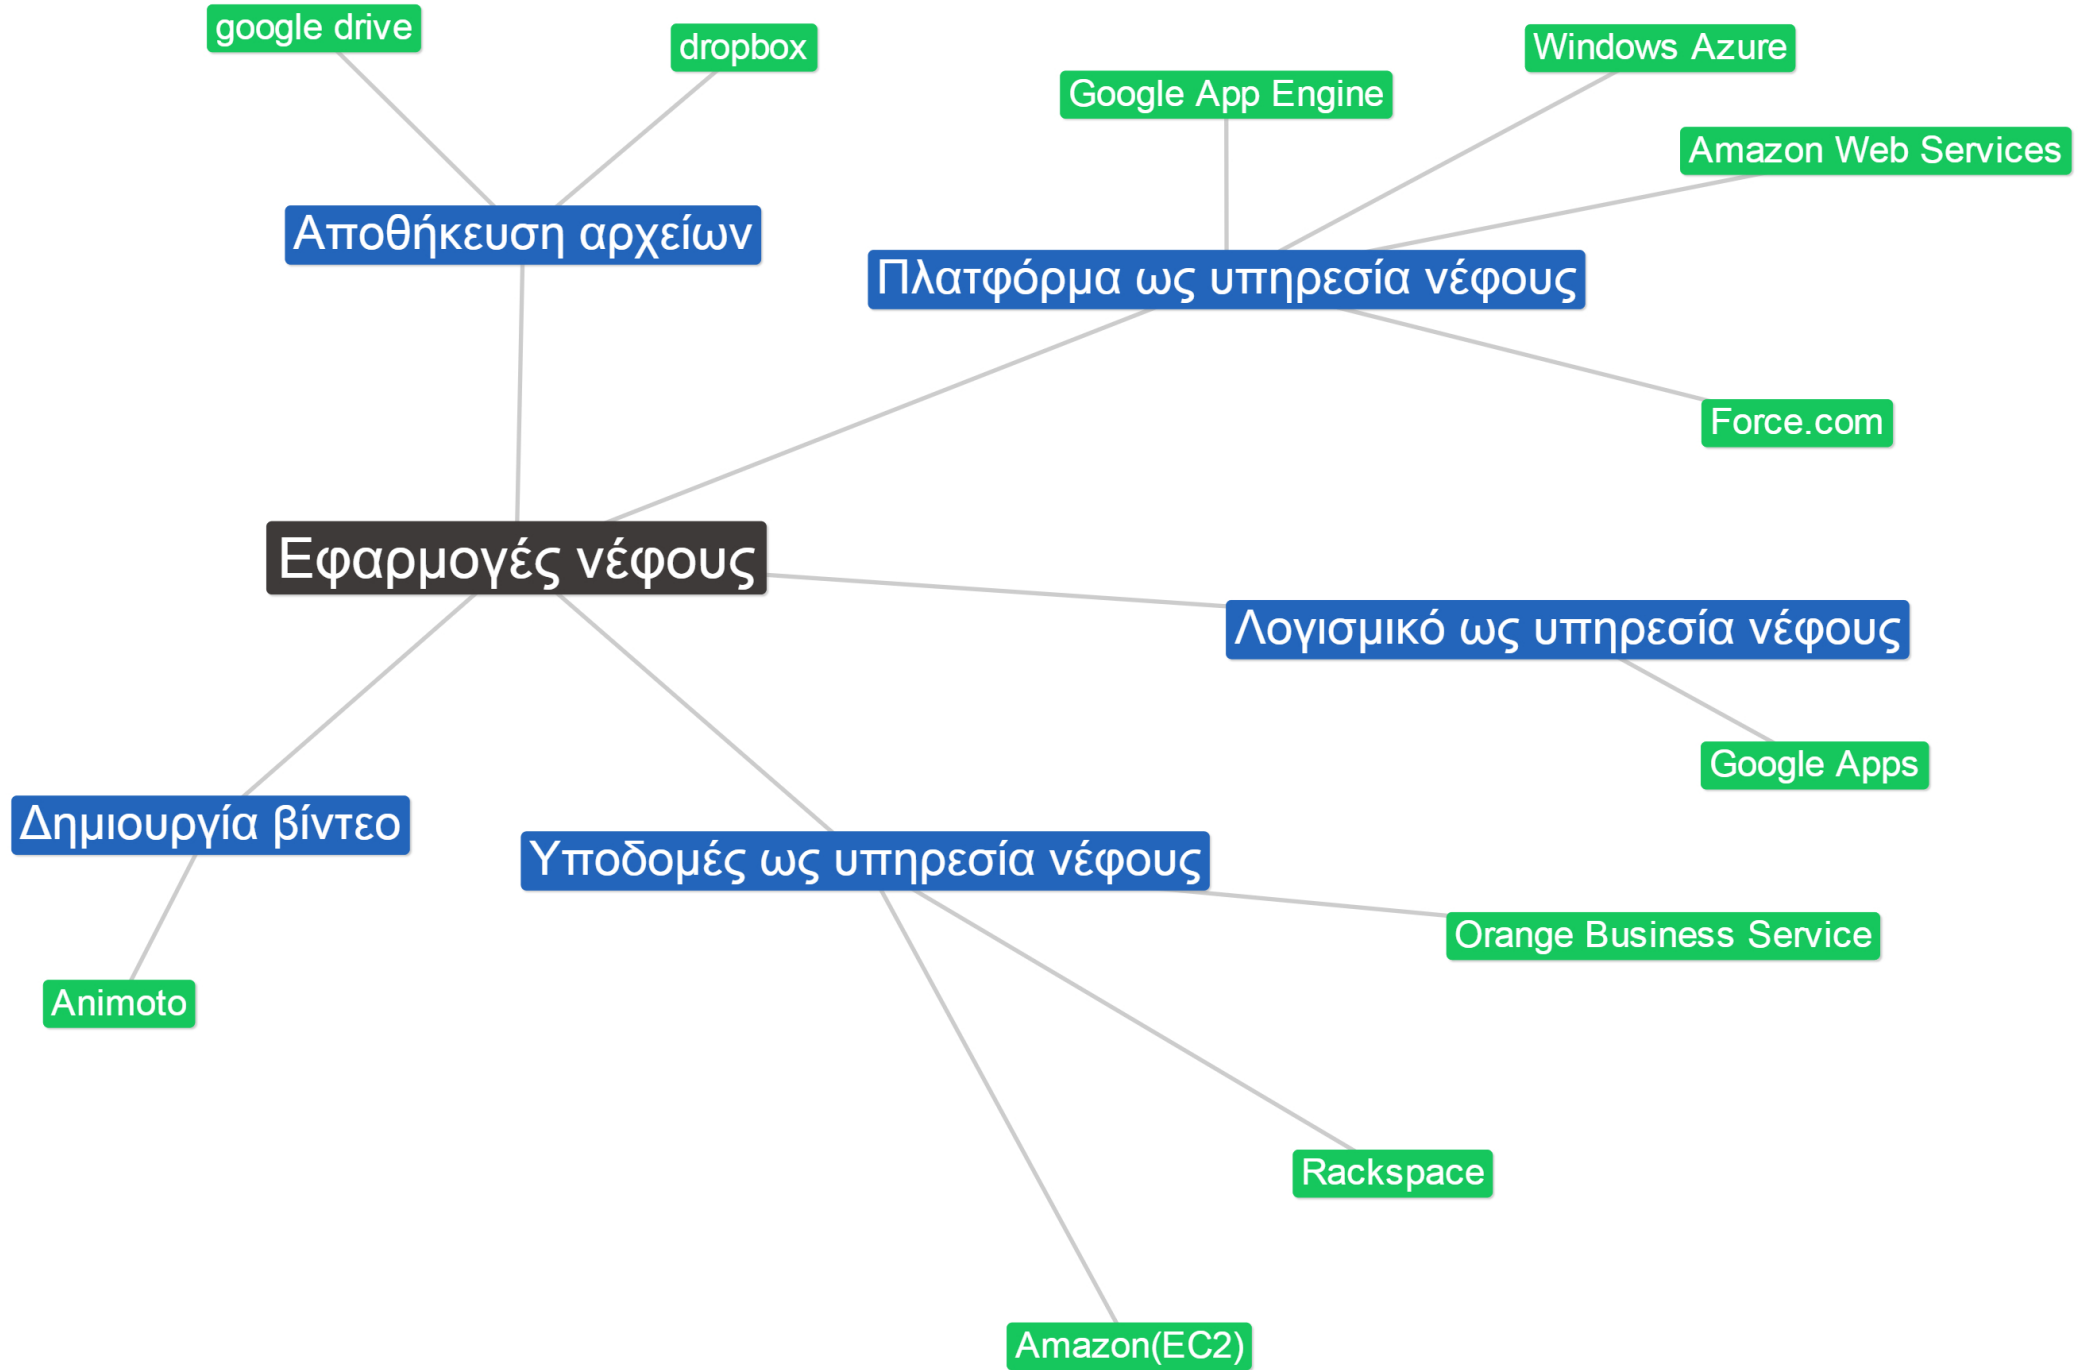 google drive
dropbox
Windows Azure
Google App Engine
Amazon Web Services
Αποθήκευση αρχείων
Πλατφόρμα ως υπηρεσία νέφους
Force.com
Εφαρμογές νέφους
Λογισμικό ως υπηρεσία νέφους
Google Apps
Δημιουργία βίντεο
Υποδομές ως υπηρεσία νέφους
Orange Business Service
Animoto
Rackspace
Amazon(EC2)